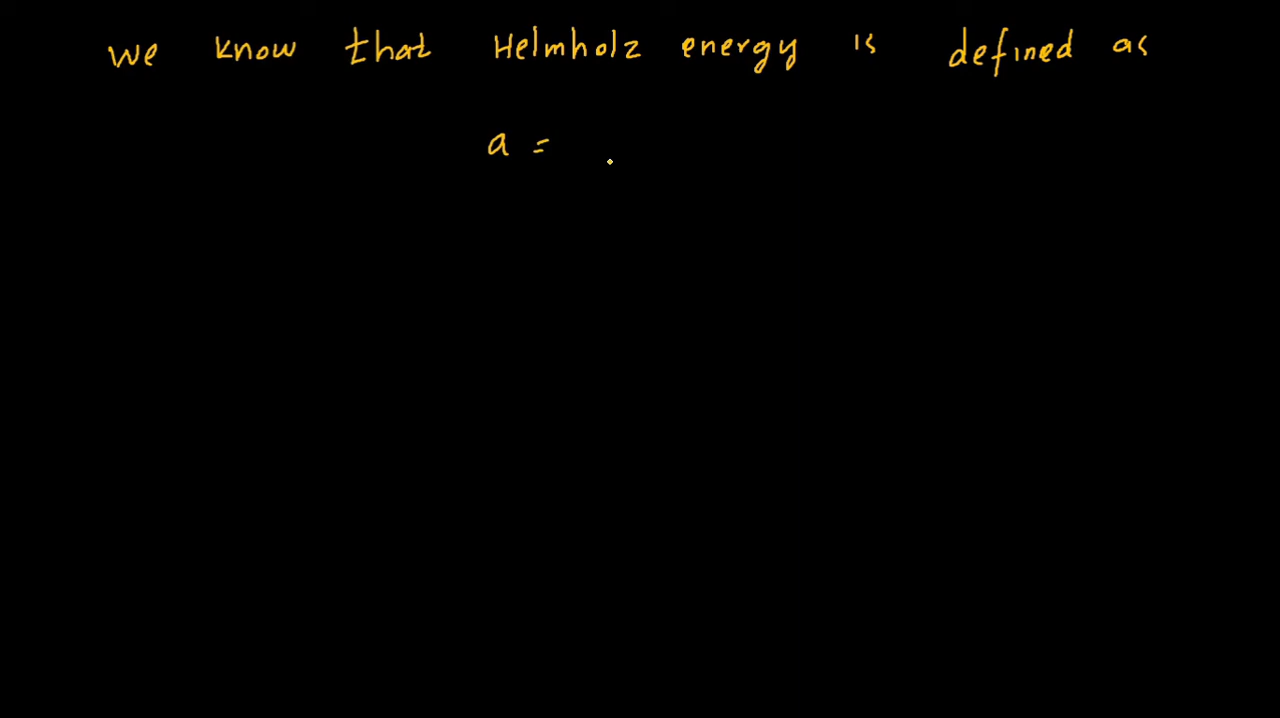 We know that Helmholz energy is defined as
a =